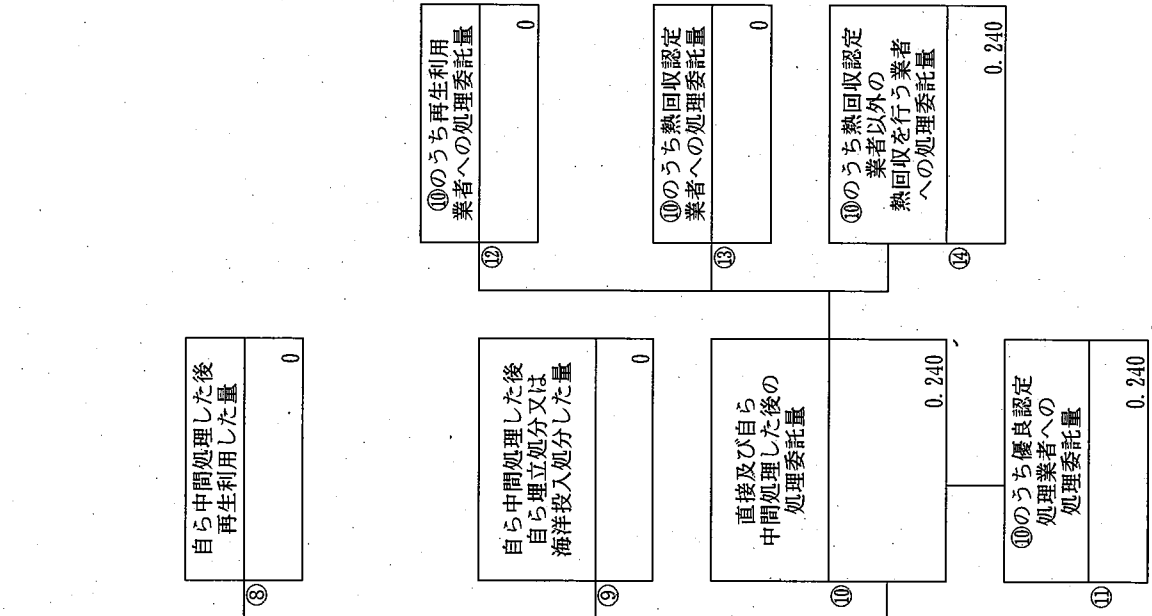 自ら中間処理した後
再生利用した量
0
⑧
自ら中間処理した後
自ら埋立処分又は
海洋投入処分した量
0
⑨
直接及び自ら
中間処理した後の
処理委託量
0.240
⑩
⑩のうち優良認定
処理業者への
処理委託量
0.240
⑪
⑩のうち再生利用
業者への処理委託量
0
⑫
⑩のうち熱回収認定
業者への処理委託量
0
⑬
⑩のうち熱回収認定
業者以外の
熱回収を行う業者
への処理委託量
0.240
⑭